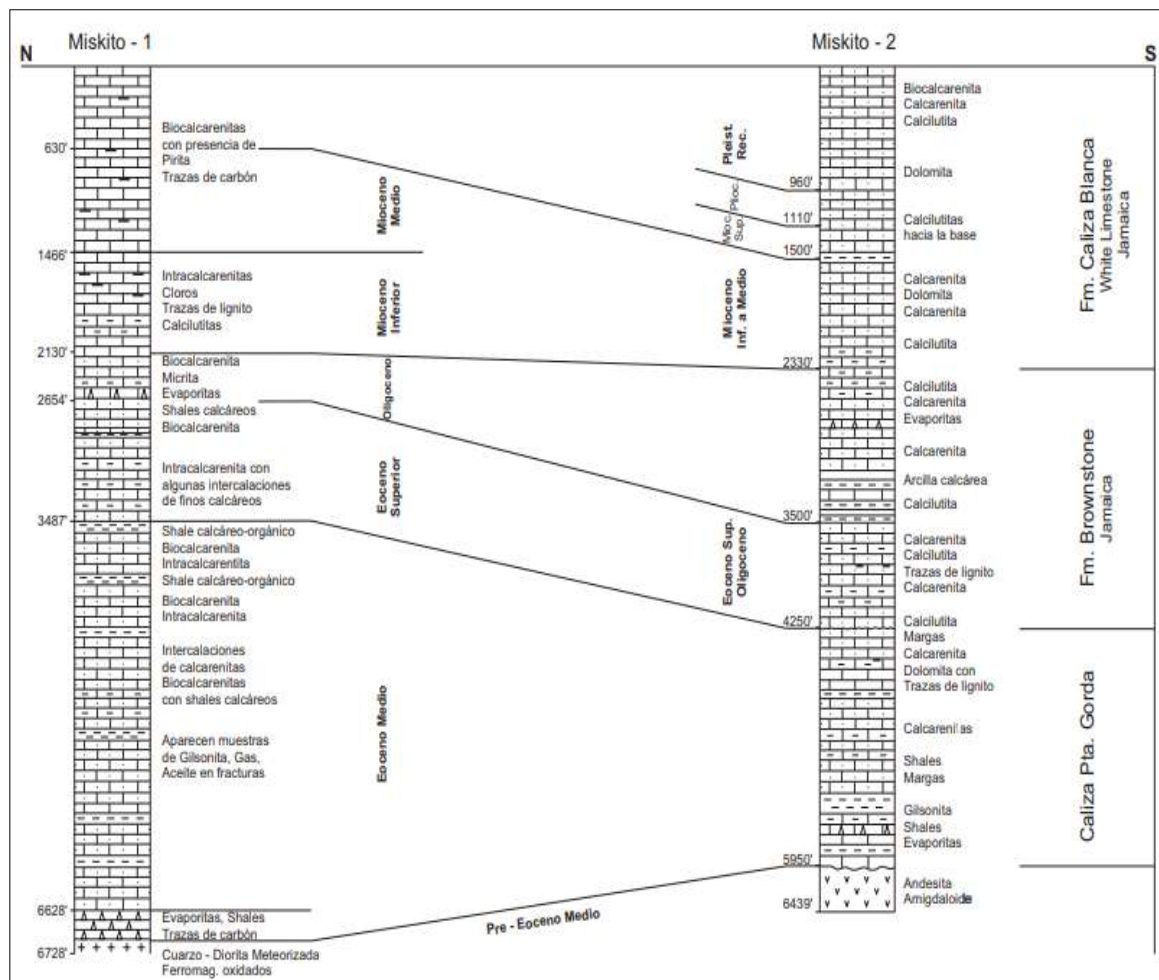 Miskito - 1
Miskito - 2
N
S
Biocalcarenitas
con presencia de
Pirita
Trazas de carbón
630'
1466'
Intracalcarenitas
Cloros
Trazas de lignito
Calcilutitas
2130'
Biocalcarenita
Micrita
Evaporitas
2654'
Shales calcáreos
Biocalcarenita
Intracalcarenita con
algunas intercalaciones
de finos calcáreos
3487'
Shale calcáreo-orgánico
Biocalcarenita
Intracalcarentita
Shale calcáreo-orgánico
Biocalcarenita
Intracalcarenita
Intercalaciones
de calcarenitas
Biocalcarenitas
con shales calcáreos
Aparecen muestras
de Gilsonita, Gas,
Aceite en fracturas
6628'
Evaporitas, Shales
Trazas de carbón
6728'
Cuarzo - Diorita Meteorizada
Ferromag. oxidados
Mioceno
Medio
Mioceno
Inferior
Oligoceno
Eoceno
Superior
Eoceno Medio
Pre - Eoceno Medio
Pleist.
Rec.
Plioc.
Mioc.
Sup.
Mioceno
Inf. a Medio
Eoceno Sup.
Oligoceno
960'
1110'
1500'
2330'
3500'
4250'
5950'
6439'
Biocalcarenita
Calcarenita
Calcilutita
Dolomita
Calcilutitas
hacia la base
Calcarenita
Dolomita
Calcarenita
Calcilutita
Calcilutita
Calcarenita
Evaporitas
Calcarenita
Arcilla calcárea
Calcilutita
Calcarenita
Calcilutita
Trazas de lignito
Calcarenita
Calcilutita
Margas
Calcarenita
Dolomita con
Trazas de lignito
Calcarenitas
Shales
Margas
Gilsonita
Shales
Evaporitas
Andesita
Amigdaloide
Fm. Caliza Blanca
White Limestone
Jamaica
Fm. Brownstone
Jamaica
Caliza Pta. Gorda